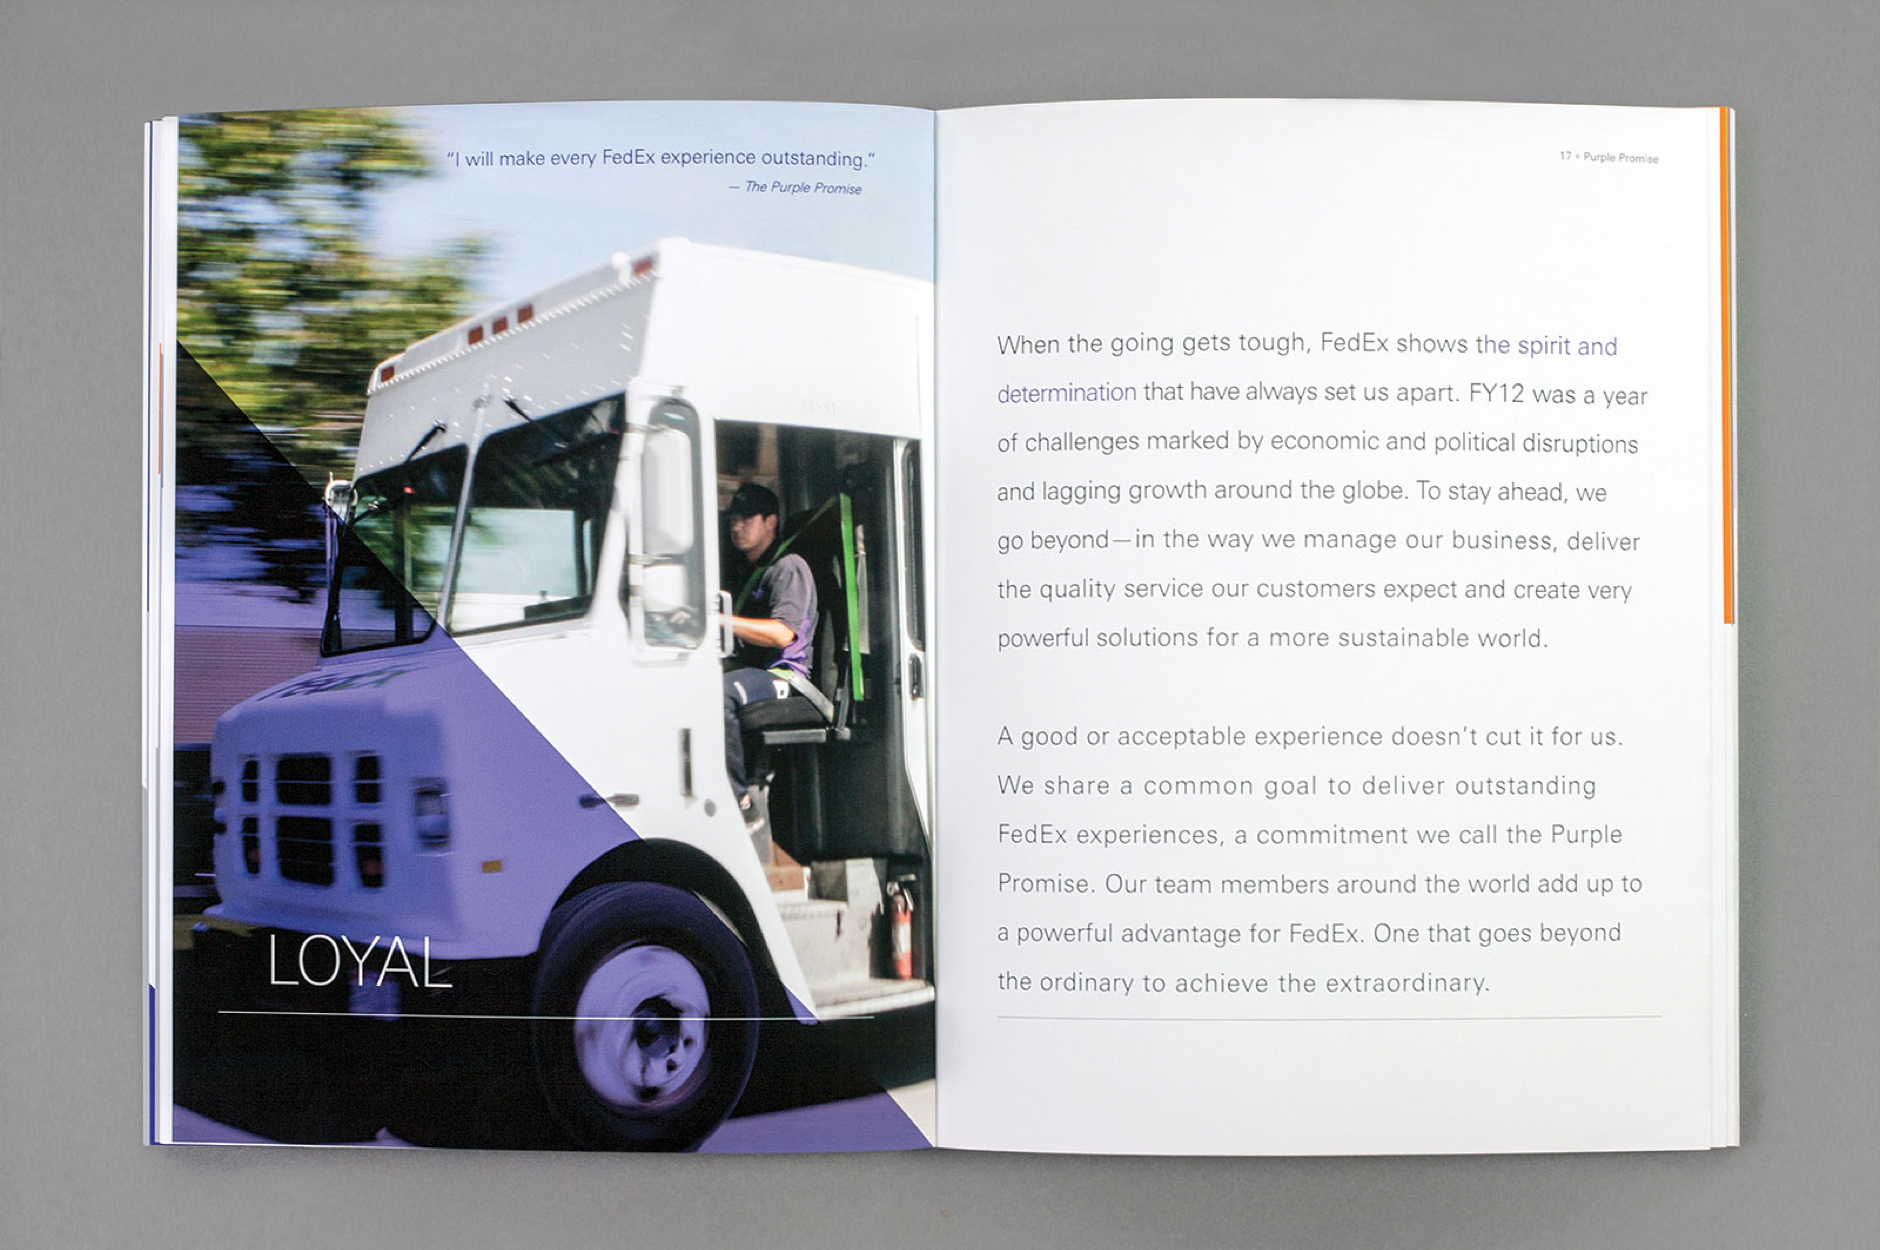 “I will make every FedEx experience outstanding.”
— The Purple Promise
LOYAL
17 • Purple Promise
When the going gets tough, FedEx shows the spirit and
determination that have always set us apart. FY12 was a year
of challenges marked by economic and political disruptions
and lagging growth around the globe. To stay ahead, we
go beyond—in the way we manage our business, deliver
the quality service our customers expect and create very
powerful solutions for a more sustainable world.
A good or acceptable experience doesn’t cut it for us.
We share a common goal to deliver outstanding
FedEx experiences, a commitment we call the Purple
Promise. Our team members around the world add up to
a powerful advantage for FedEx. One that goes beyond
the ordinary to achieve the extraordinary.